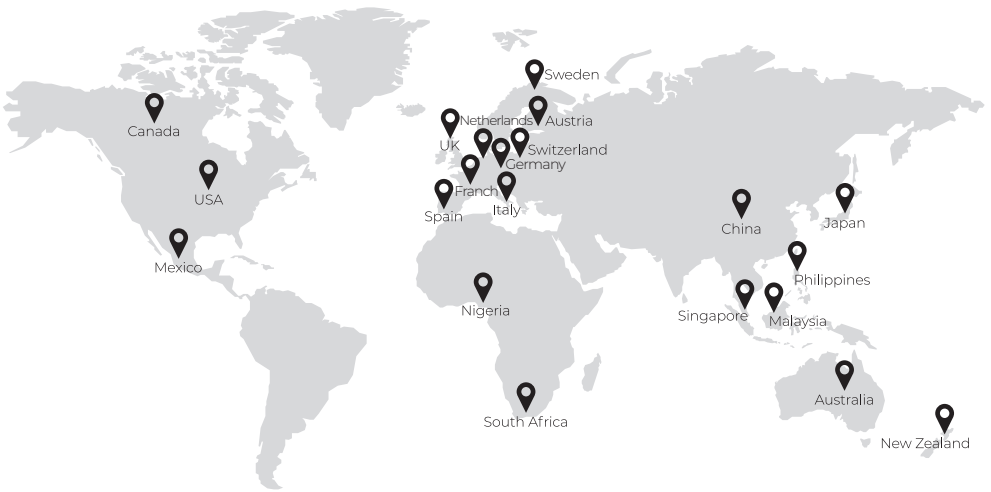 Sweden
Canada
Netherlands
Austria
UK
Switzerland
Germany
USA
Franch
Italy
Spain
China
Japan
Mexico
Philippines
Nigeria
Singapore
Malaysia
Australia
South Africa
New Zealand